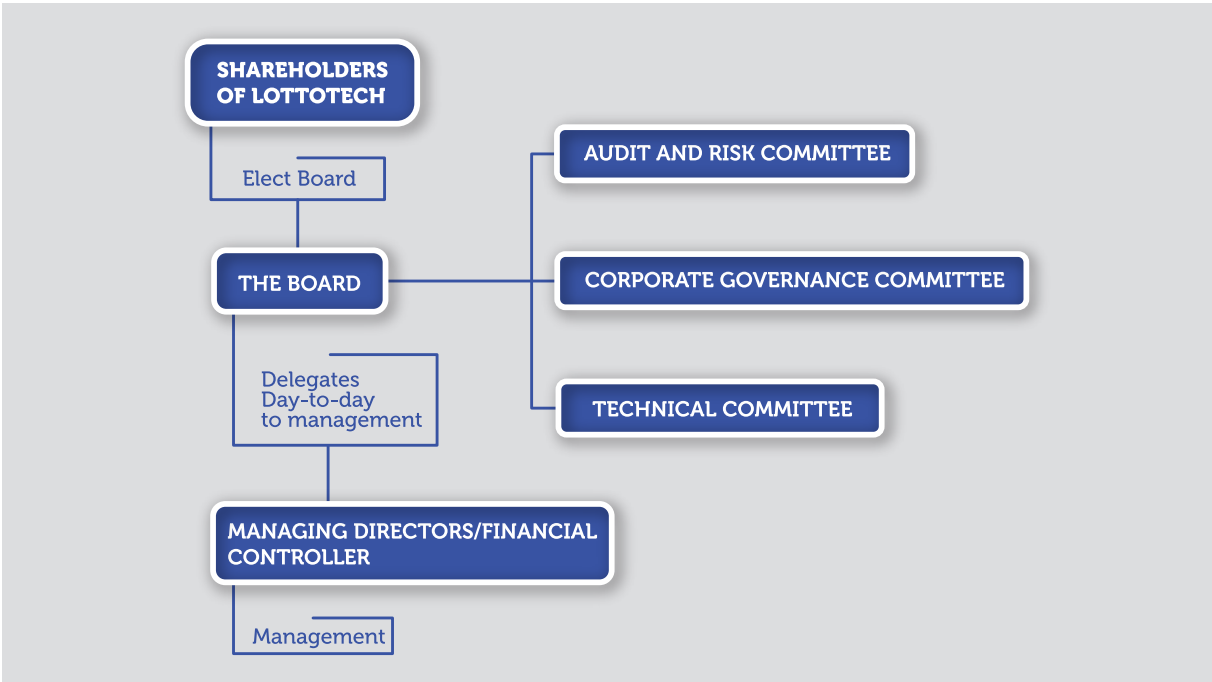 SHAREHOLDERS
OF LOTTOTECH
Elect Board
THE BOARD
AUDIT AND RISK COMMITTEE
CORPORATE GOVERNANCE COMMITTEE
TECHNICAL COMMITTEE
Delegates
Day-to-day
to management
MANAGING DIRECTORS/FINANCIAL
CONTROLLER
Management